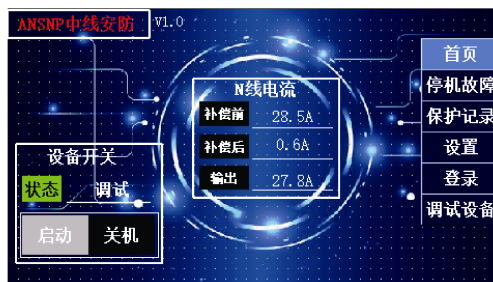 ANSNP中线安防 V1.0
N线电流
补偿前 28.5A
补偿后 0.6A
输出 27.8A
设备开关
状态 调试
启动 关机
首页
停机故障
保护记录
设置
登录
调试设备